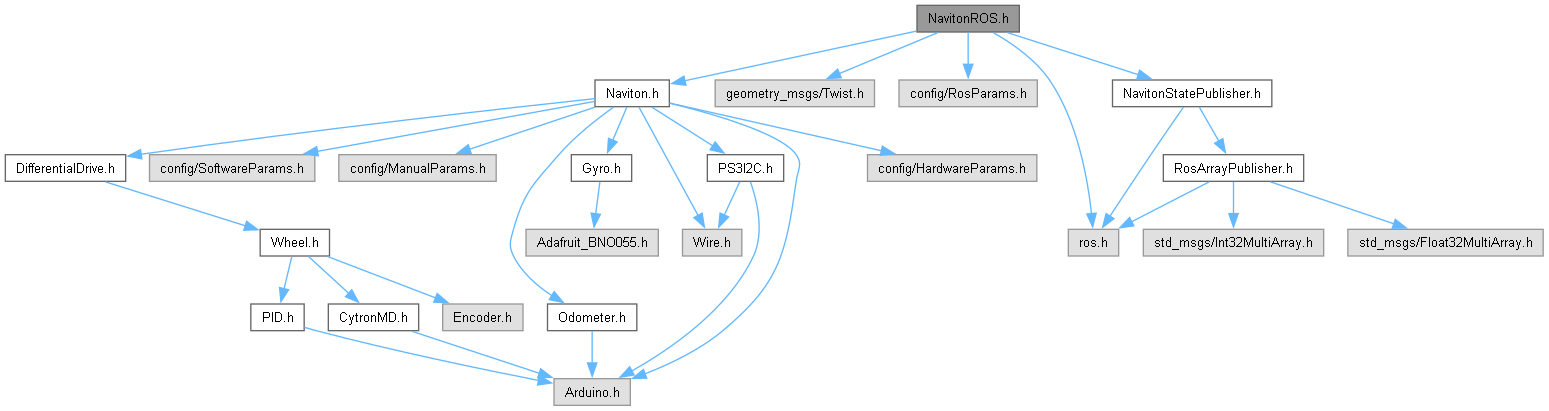 NavitonROS.h
Naviton.h
geometry_msgs/Twist.h
config/RosParams.h
NavitonStatePublisher.h
DifferentialDrive.h
config/SoftwareParams.h
config/ManualParams.h
Gyro.h
PS3I2C.h
config/HardwareParams.h
RosArrayPublisher.h
Wheel.h
Adafruit_BNO055.h
Wire.h
ros.h
std_msgs/Int32MultiArray.h
std_msgs/Float32MultiArray.h
PID.h
CytronMD.h
Encoder.h
Odometer.h
Arduino.h